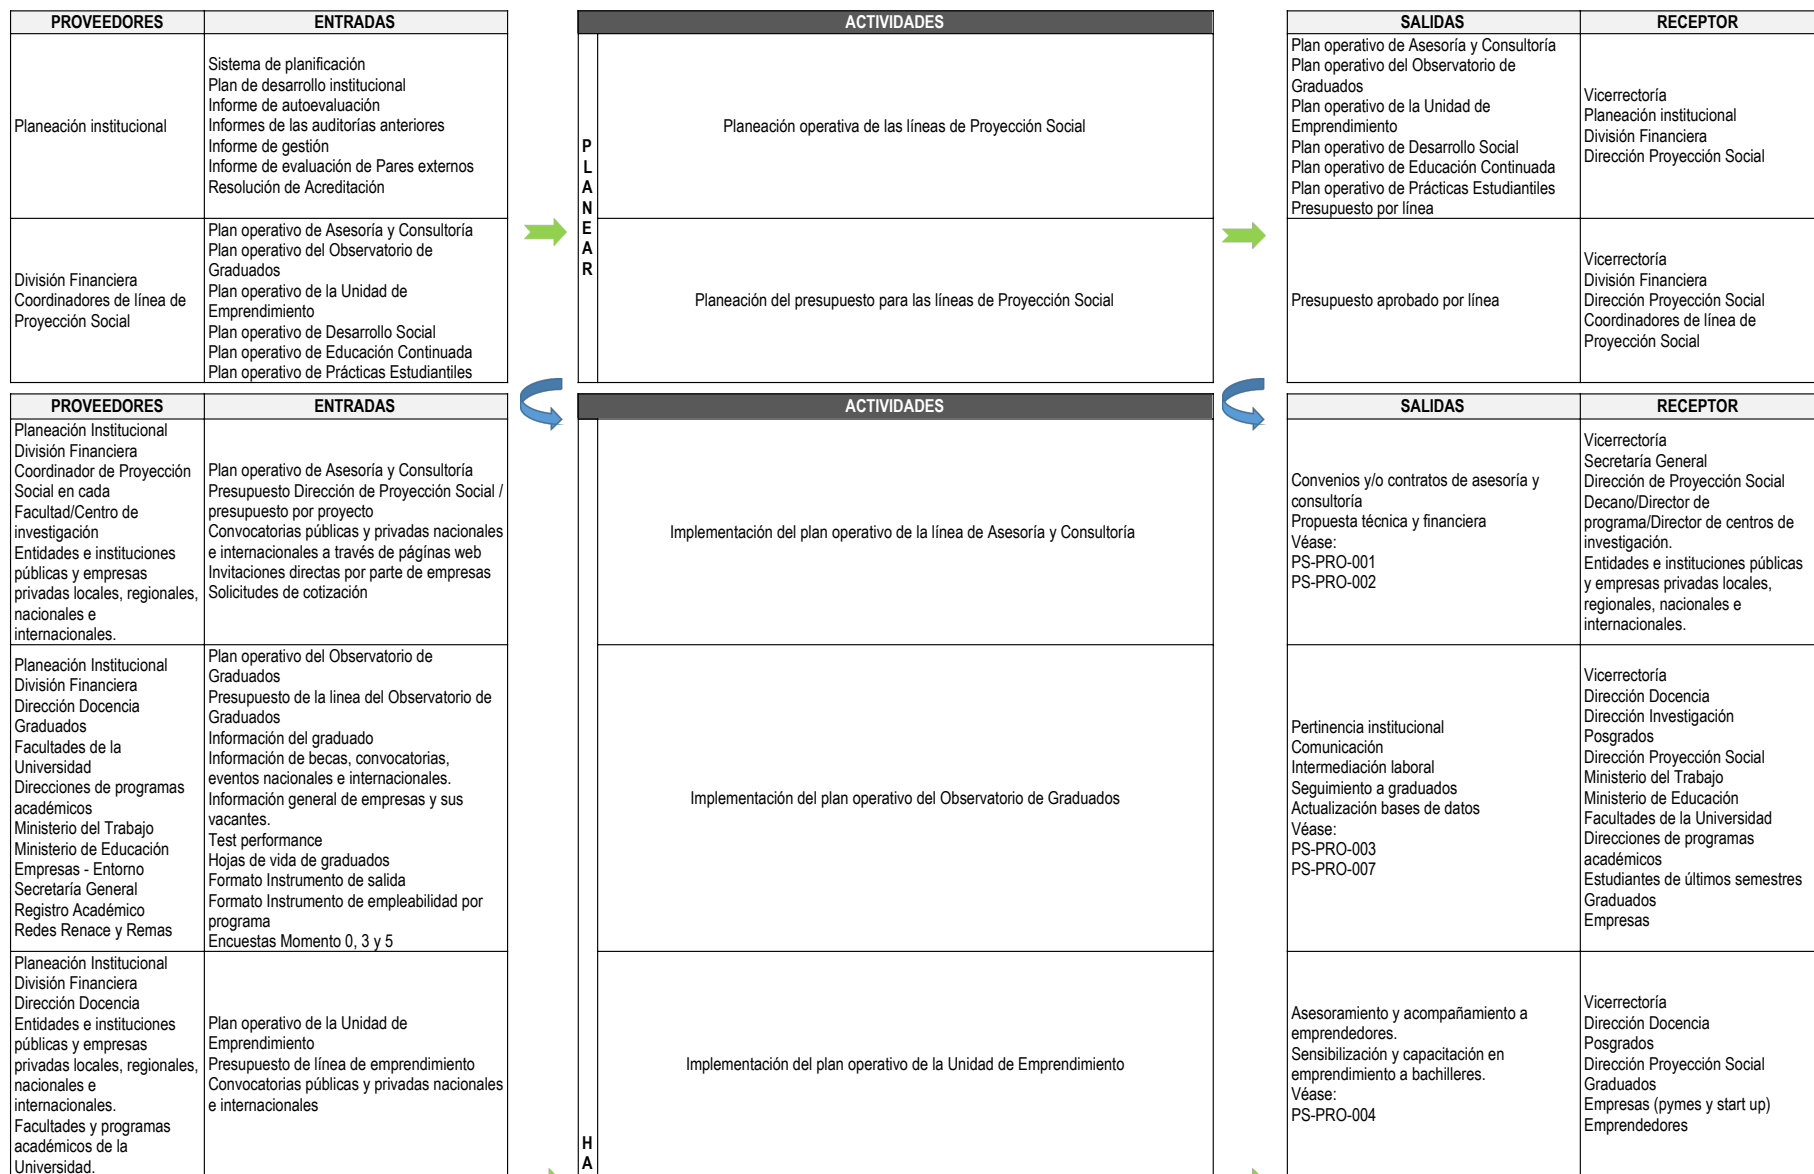 PROVEEDORES
ENTRADAS
ACTIVIDADES
SALIDAS
RECEPTOR
Planeación institucional
Sistema de planificación
Plan de desarrollo institucional
Informe de autoevaluación
Informes de las auditorías anteriores
Informe de gestión
Informe de evaluación de Pares externos
Resolución de Acreditación
P
L
A
N
E
A
R
Planeación operativa de las líneas de Proyección Social
Plan operativo de Asesoría y Consultoría
Plan operativo del Observatorio de
Graduados
Plan operativo de la Unidad de
Emprendimiento
Plan operativo de Desarrollo Social
Plan operativo de Educación Continuada
Plan operativo de Prácticas Estudiantiles
Presupuesto por línea
Vicerrectoría
Planeación institucional
División Financiera
Dirección Proyección Social
División Financiera
Coordinadores de línea de
Proyección Social
Plan operativo de Asesoría y Consultoría
Plan operativo del Observatorio de
Graduados
Plan operativo de la Unidad de
Emprendimiento
Plan operativo de Desarrollo Social
Plan operativo de Educación Continuada
Plan operativo de Prácticas Estudiantiles
Planeación del presupuesto para las líneas de Proyección Social
Presupuesto aprobado por línea
Vicerrectoría
División Financiera
Dirección Proyección Social
Coordinadores de línea de
Proyección Social
PROVEEDORES
ENTRADAS
ACTIVIDADES
SALIDAS
RECEPTOR
Planeación Institucional
División Financiera
Coordinador de Proyección
Social en cada
Facultad/Centro de
investigación
Entidades e instituciones
públicas y empresas
privadas locales, regionales,
nacionales e
internacionales.
Plan operativo de Asesoría y Consultoría
Presupuesto Dirección de Proyección Social /
presupuesto por proyecto
Convocatorias públicas y privadas nacionales
e internacionales a través de págínas web
Invitaciones directas por parte de empresas
Solicitudes de cotización
Implementación del plan operativo de la línea de Asesoría y Consultoría
Convenios y/o contratos de asesoría y
consultoría
Propuesta técnica y financiera
Véase:
PS-PRO-001
PS-PRO-002
Vicerrectoría
Secretaría General
Dirección de Proyección Social
Decano/Director de
programa/Director de centros de
investigación.
Entidades e instituciones públicas
y empresas privadas locales,
regionales, nacionales e
internacionales.
Planeación Institucional
División Financiera
Dirección Docencia
Graduados
Facultades de la
Universidad
Direcciones de programas
académicos
Ministerio del Trabajo
Ministerio de Educación
Empresas - Entorno
Secretaría General
Registro Académico
Redes Renace y Remas
Plan operativo del Observatorio de
Graduados
Presupuesto de la linea del Observatorio de
Graduados
Información del graduado
Información de becas, convocatorias,
eventos nacionales e internacionales.
Información general de empresas y sus
vacantes.
Test performance
Hojas de vida de graduados
Formato Instrumento de salida
Formato Instrumento de empleabilidad por
programa
Encuestas Momento 0, 3 y 5
Implementación del plan operativo del Observatorio de Graduados
Pertinencia institucional
Comunicación
Intermediación laboral
Seguimiento a graduados
Actualización bases de datos
Véase:
PS-PRO-003
PS-PRO-007
Vicerrectoría
Dirección Docencia
Dirección Investigación
Posgrados
Dirección Proyección Social
Ministerio del Trabajo
Ministerio de Educación
Facultades de la Universidad
Direcciones de programas
académicos
Estudiantes de últimos semestres
Graduados
Empresas
Planeación Institucional
División Financiera
Dirección Docencia
Entidades e instituciones
públicas y empresas
privadas locales, regionales,
nacionales e
internacionales.
Facultades y programas
académicos de la
Universidad.
Plan operativo de la Unidad de
Emprendimiento
Presupuesto de línea de emprendimiento
Convocatorias públicas y privadas nacionales
e internacionales
H
A
Implementación del plan operativo de la Unidad de Emprendimiento
Asesoramiento y acompañamiento a
emprendedores.
Sensibilización y capacitación en
emprendimiento a bachilleres.
Véase:
PS-PRO-004
Vicerrectoría
Dirección Docencia
Posgrados
Dirección Proyección Social
Graduados
Empresas (pymes y start up)
Emprendedores